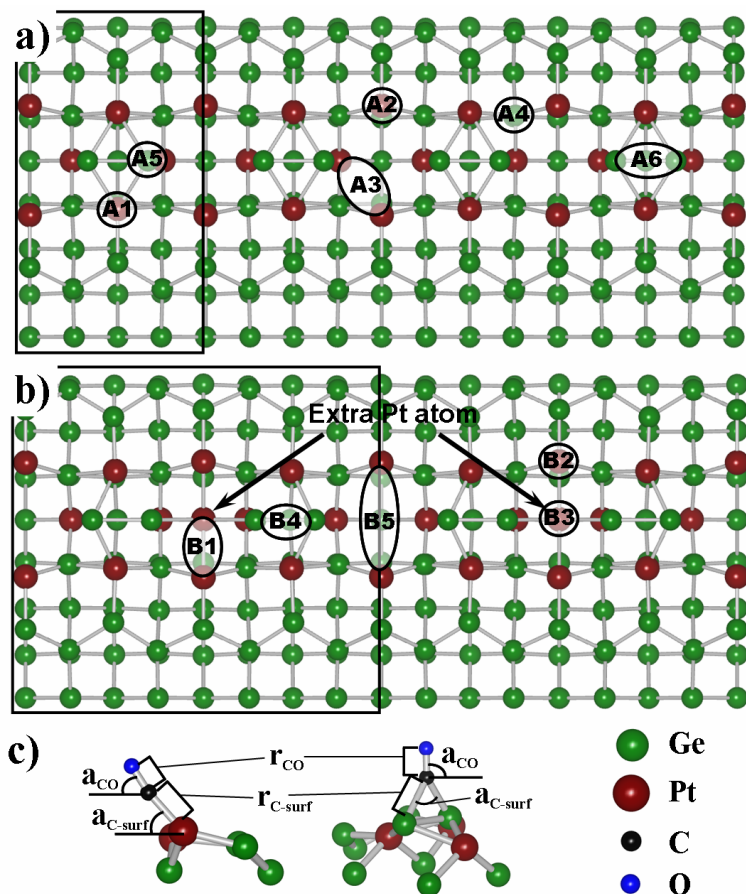 a)
A2
A4
A5
A3
A6
A1
b)
Extra Pt atom
B2
B4
B5
B3
B1
c)
Ge
r_CO
a_CO
a_CO
Pt
r_C-surf
a_C-surf
a_C-surf
C
O